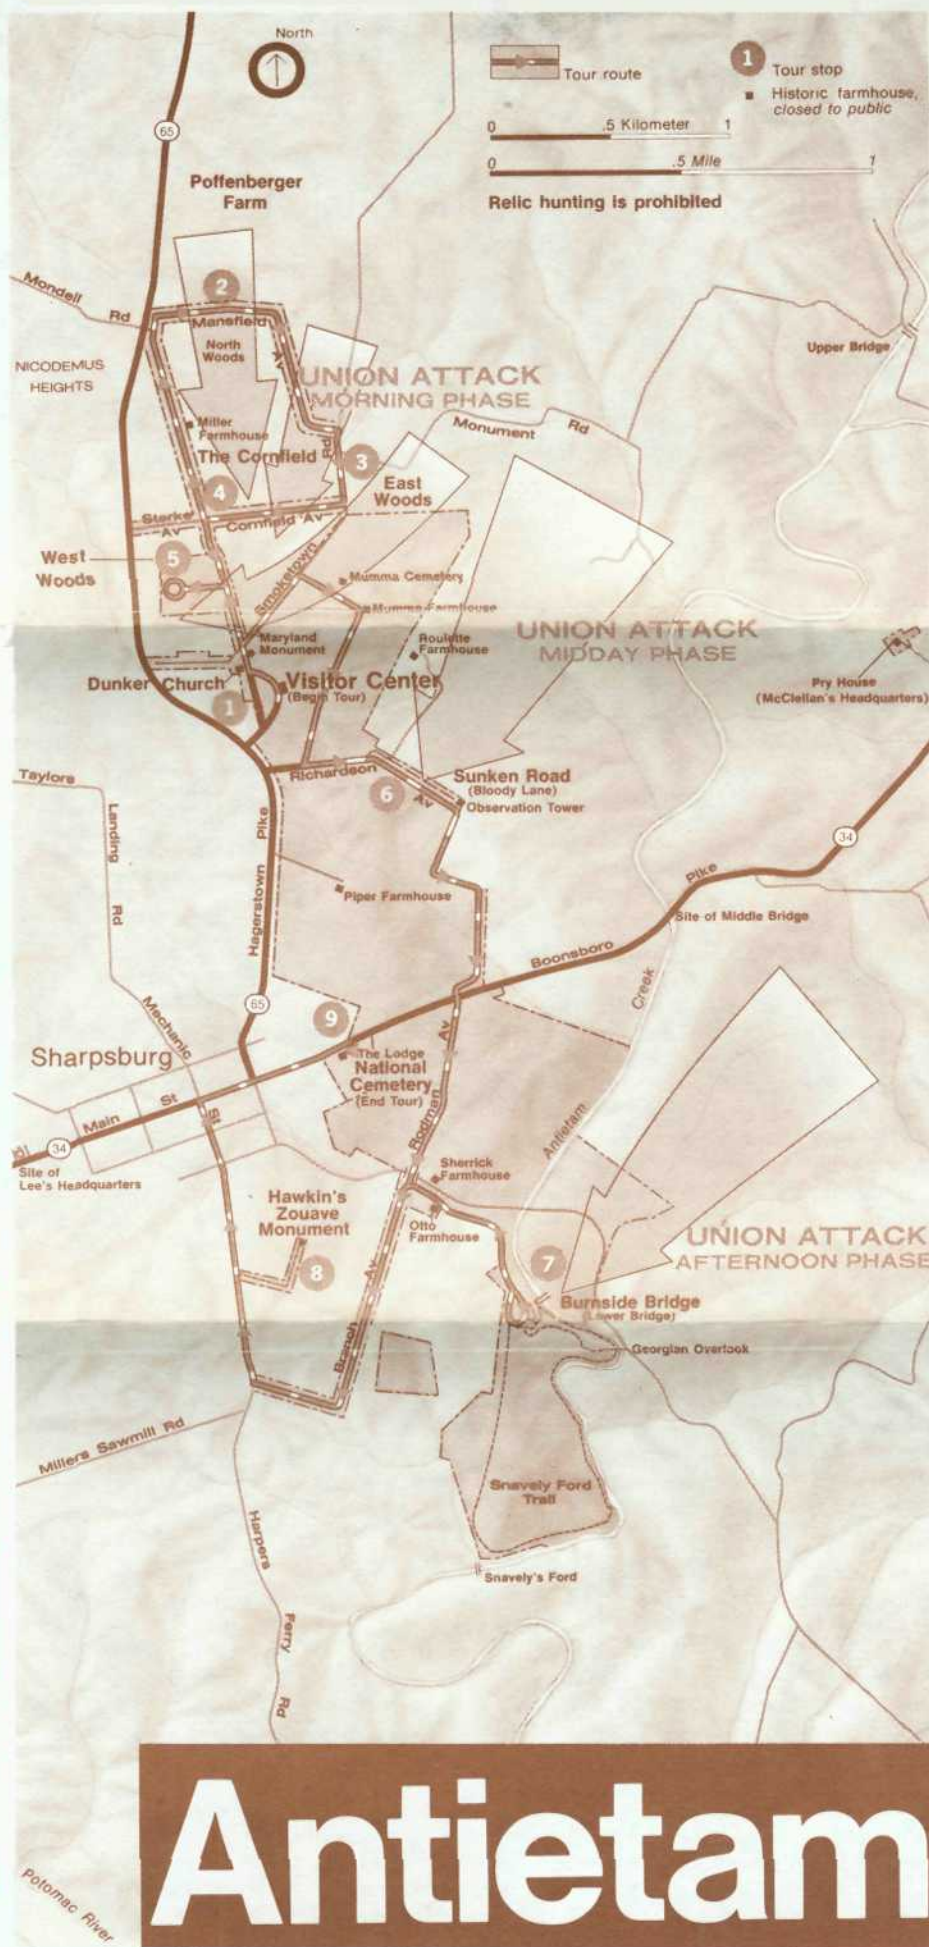 North
Tour route
1
Tour stop
Historic farmhouse,
closed to public
0 .5 Kilometer 1
0 .5 Mile 1
Relic hunting is prohibited
65
Poffenberger
Farm
2
Mondell
Rd
Mansfield
Av
North
Woods
NICODEMUS
HEIGHTS
Upper Bridge
UNION ATTACK
MORNING PHASE
Miller
Farmhouse
Monument Rd
The Cornfield
Rd
3
East
Woods
4
Starke
Av
Cornfield Av
5
West
Woods
Smoketown
Mumma Cemetery
Mumma Farmhouse
Maryland
Monument
Roulette
Farmhouse
UNION ATTACK
MIDDAY PHASE
Pry House
(McClellan's Headquarters)
Dunker Church
Visitor Center
(Begin Tour)
1
Richardson
Av
6
Sunken Road
(Bloody Lane)
Observation Tower
Taylors
Landing
Rd
Hagerstown
Pike
34
Piper Farmhouse
Pike
Site of Middle Bridge
Boonsboro
65
Creek
9
Mechanic
St
Sharpsburg
The Lodge
National
Cemetery
(End Tour)
Rodman
Av
Antietam
Main
St
34
Site of
Lee's Headquarters
Sherrick
Farmhouse
Hawkin's
Zouave
Monument
8
Otto
Farmhouse
UNION ATTACK
AFTERNOON PHASE
7
Burnside Bridge
(Lower Bridge)
Georgian Overlook
Branch
Av
Millers Sawmill Rd
Snavely Ford
Trail
Snavely's Ford
Harpers
Ferry
Rd
Antietam
Potomac River